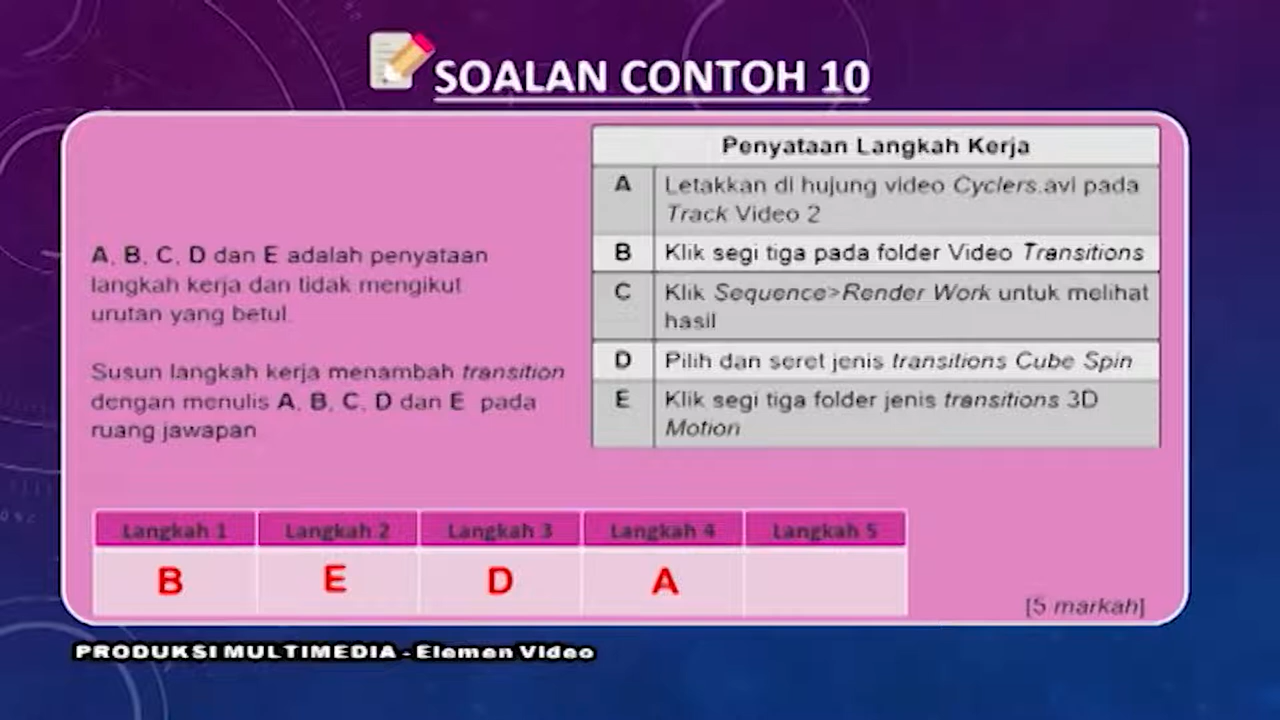 SOALAN CONTOH 10
A, B, C, D dan E adalah penyataan
langkah kerja dan tidak mengikut
urutan yang betul.
Susun langkah kerja menambah transition
dengan menulis A, B, C, D dan E pada
ruang jawapan
Penyataan Langkah Kerja
A Letakkan di hujung video Cyclers.avi pada
Track Video 2
B Klik segi tiga pada folder Video Transitions
C Klik Sequence>Render Work untuk melihat
hasil
D Pilih dan seret jenis transitions Cube Spin
E Klik segi tiga folder jenis transitions 3D
Motion
Langkah 1 Langkah 2 Langkah 3 Langkah 4 Langkah 5
B E D A
[5 markah]
PRODUKSI MULTIMEDIA - Elemen Video